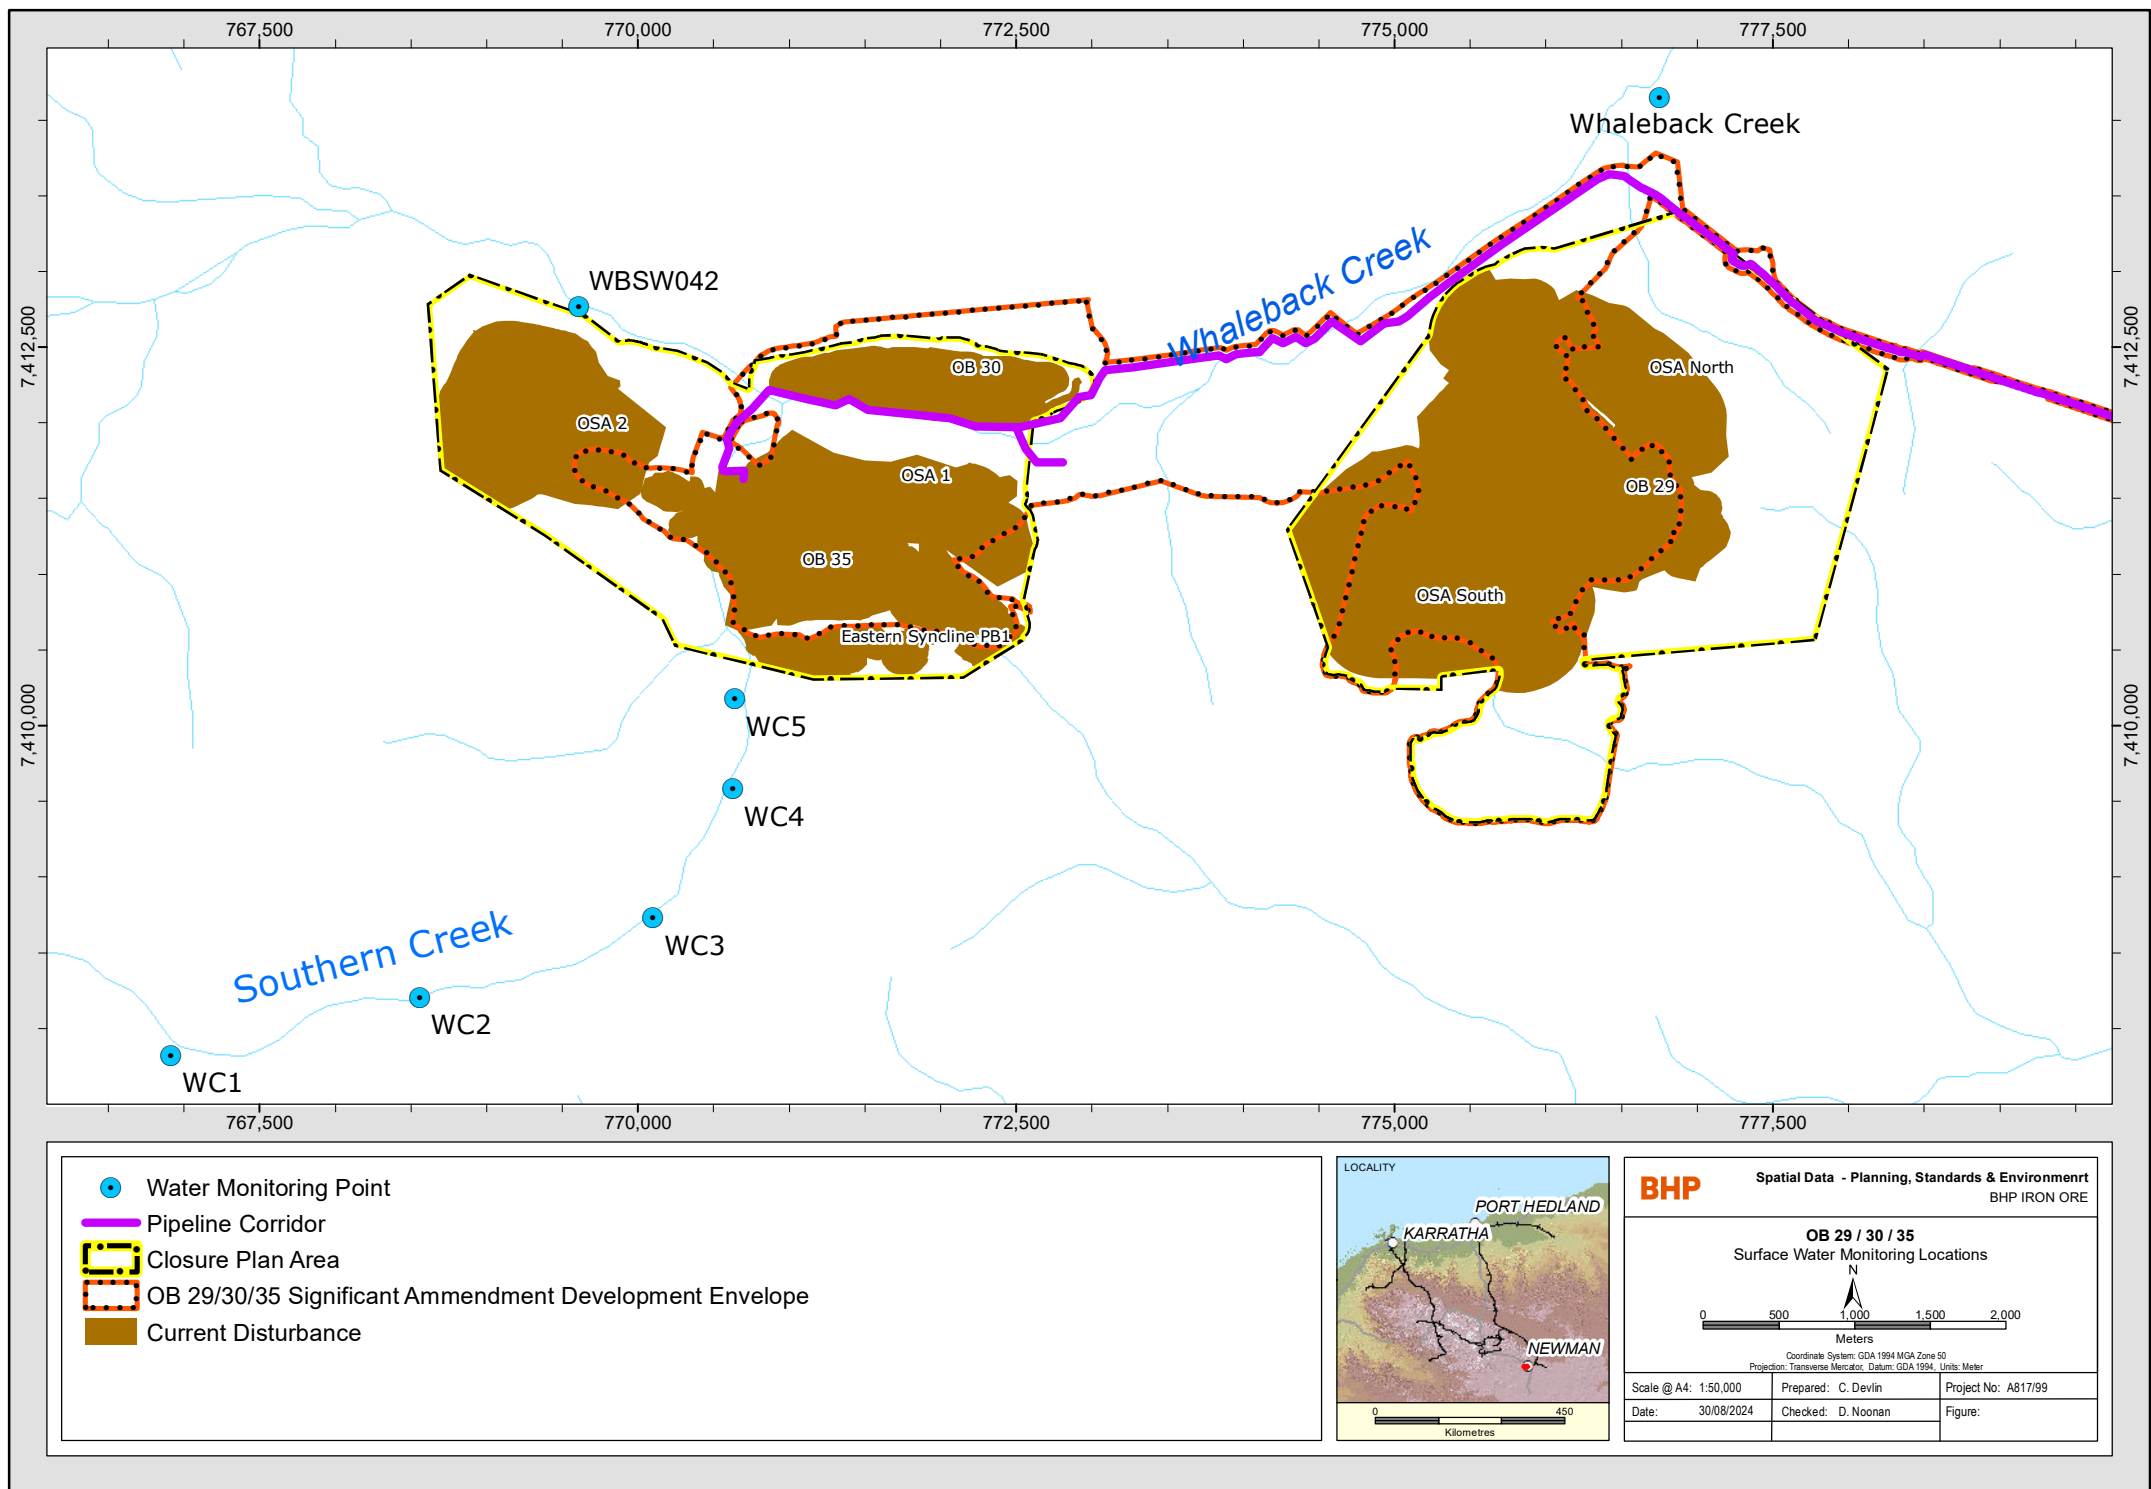 767,500
770,000
772,500
775,000
777,500
Whaleback Creek
WBSW042
Whaleback Creek
7,412,500
7,412,500
OB 30
OSA North
OSA 2
OSA 1
OB 29
OB 35
OSA South
Eastern Syncline PB1
7,410,000
7,410,000
WC5
WC4
WC3
Southern Creek
WC2
WC1
767,500
770,000
772,500
775,000
777,500
Water Monitoring Point
Pipeline Corridor
Closure Plan Area
OB 29/30/35 Significant Ammendment Development Envelope
Current Disturbance
LOCALITY
PORT HEDLAND
KARRATHA
NEWMAN
0 450
Kilometres
BHP
Spatial Data - Planning, Standards & Environmenrt
BHP IRON ORE
OB 29 / 30 / 35
Surface Water Monitoring Locations
N
0 500 1,000 1,500 2,000
Meters
Coordinate System: GDA 1994 MGA Zone 50
Projection: Transverse Mercator, Datum: GDA 1994, Units: Meter
Scale @ A4: 1:50,000
Prepared: C. Devlin
Project No: A817/99
Date: 30/08/2024
Checked: D. Noonan
Figure: